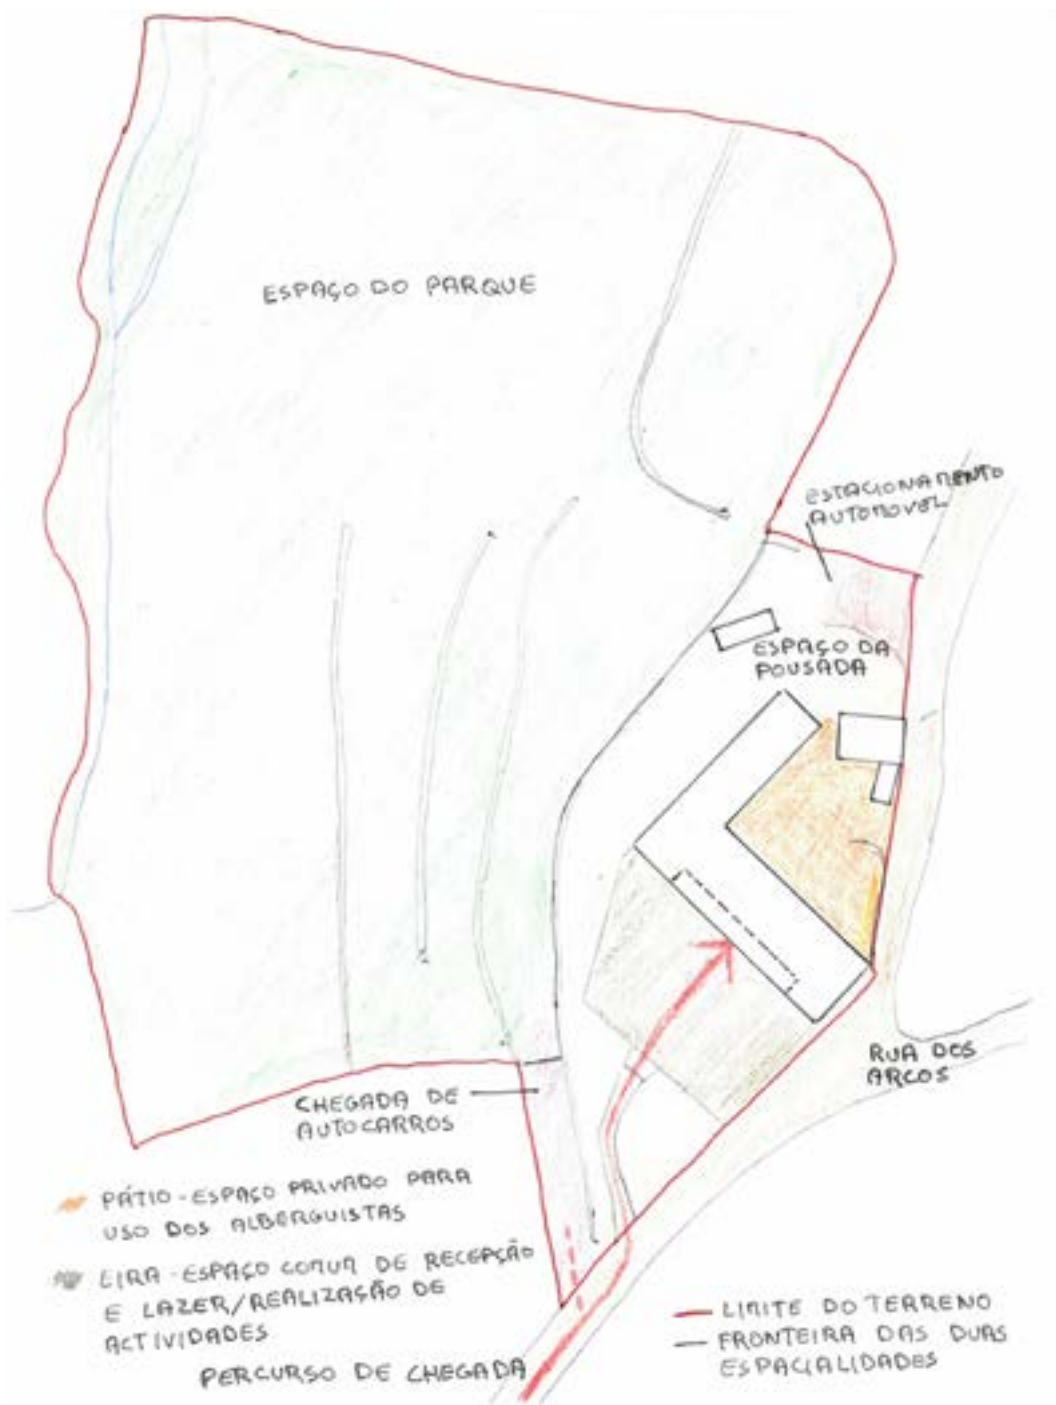 ESPAÇO DO PARQUE
ESTACIONAMENTO
AUTOMOVEL
ESPAÇO DA
POUSADA
RUA DOS
ARCOS
CHEGADA DE
AUTOCARROS
PÁTIO - ESPAÇO PRIVADO PARA
USO DOS ALBERGUISTAS
EIRA - ESPAÇO COMUM DE RECEPÇÃO
E LAZER/REALIZAÇÃO DE
ACTIVIDADES
PERCURSO DE CHEGADA
LIMITE DO TERRENO
FRONTEIRA DAS DUAS
ESPACIALIDADES